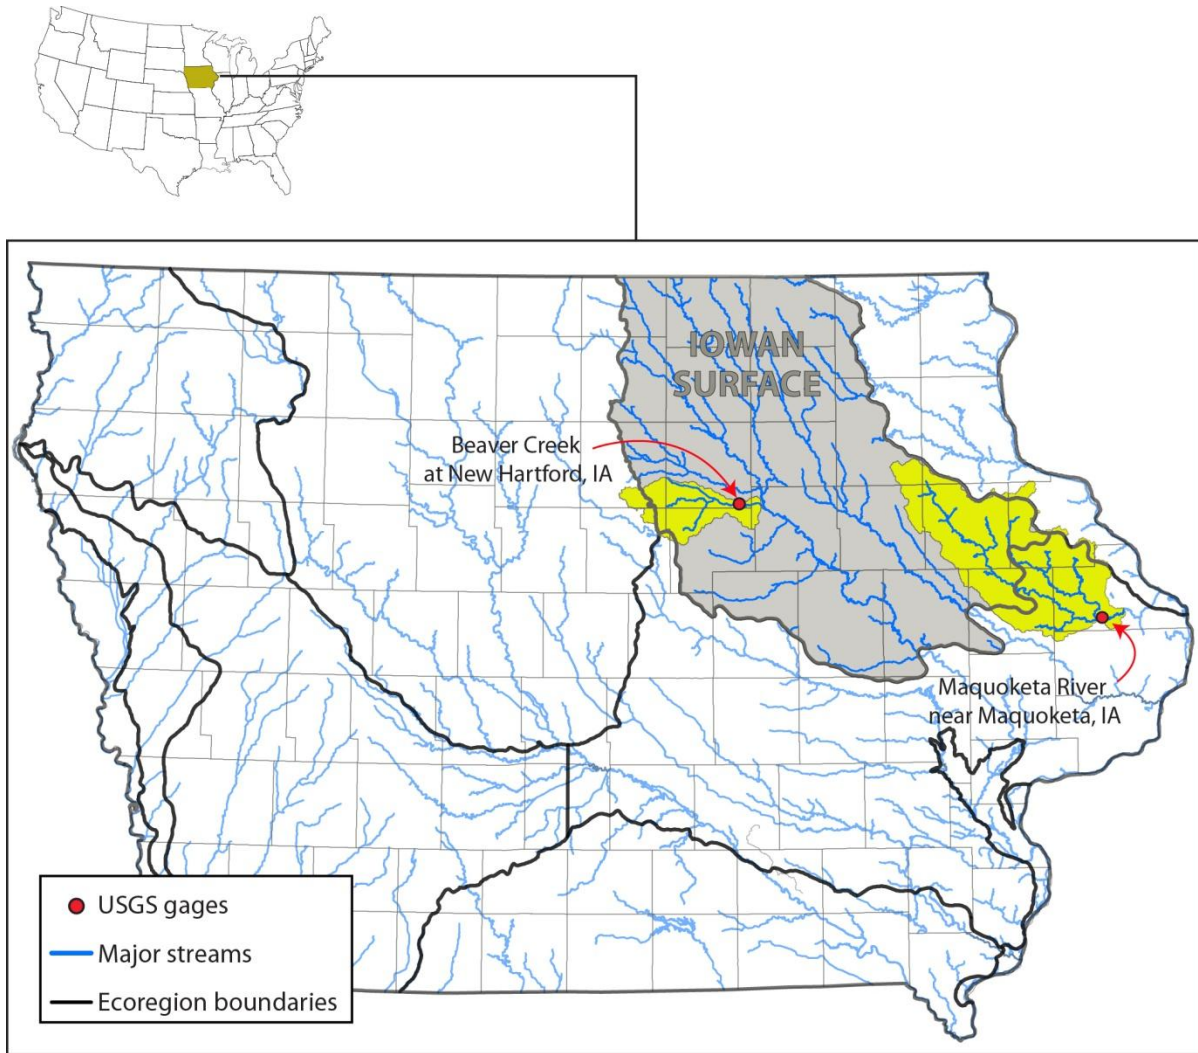 IOWAN
SURFACE
Beaver Creek
at New Hartford, IA
Maquoketa River
near Maquoketa, IA
USGS gages
Major streams
Ecoregion boundaries